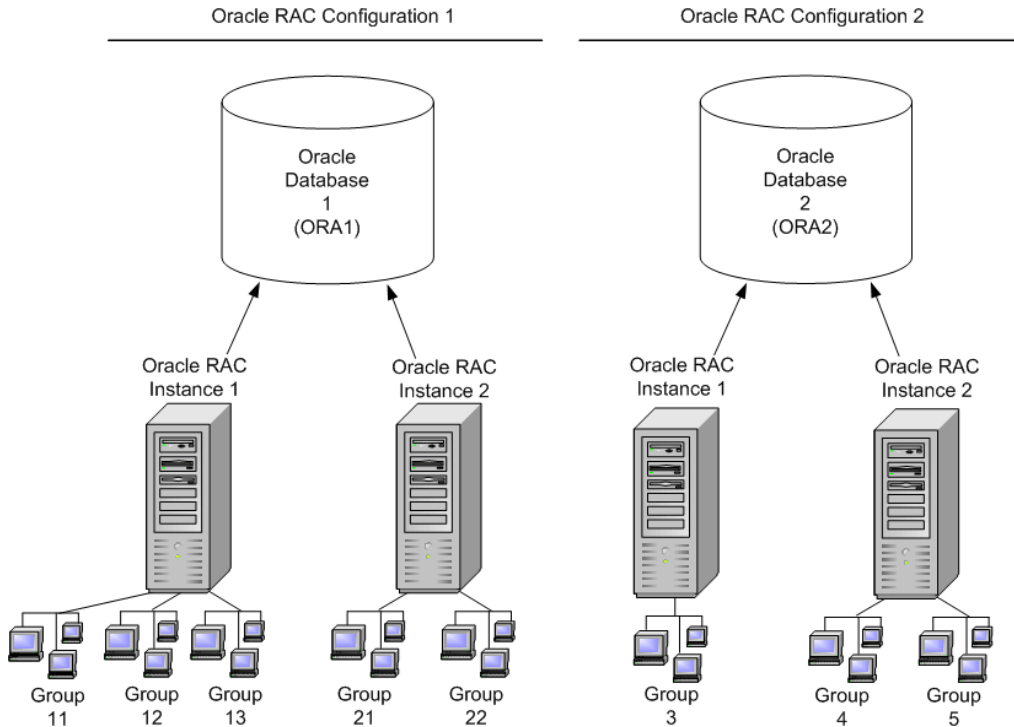 Oracle RAC Configuration 1
Oracle RAC Configuration 2
Oracle
Database
1
(ORA1)
Oracle
Database
2
(ORA2)
Oracle RAC
Instance 1
Oracle RAC
Instance 2
Oracle RAC
Instance 1
Oracle RAC
Instance 2
Group
11
Group
12
Group
13
Group
21
Group
22
Group
3
Group
4
Group
5